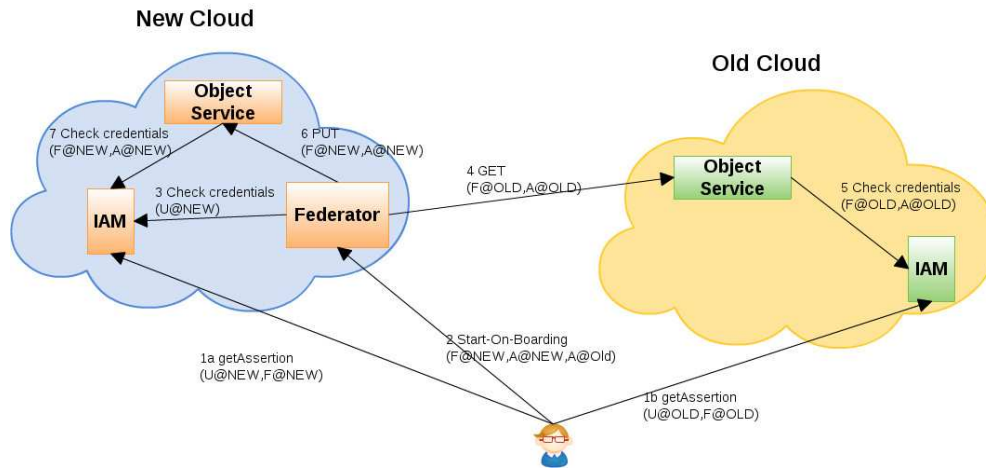 New Cloud
Old Cloud
Object
Service
7 Check credentials
(F@NEW,A@NEW)
6 PUT
(F@NEW,A@NEW)
3 Check credentials
(U@NEW)
IAM
Federator
4 GET
(F@OLD,A@OLD)
Object
Service
5 Check credentials
(F@OLD,A@OLD)
IAM
1a getAssertion
(U@NEW,F@NEW)
2 Start-On-Boarding
(F@NEW,A@NEW,A@Old)
1b getAssertion
(U@OLD,F@OLD)